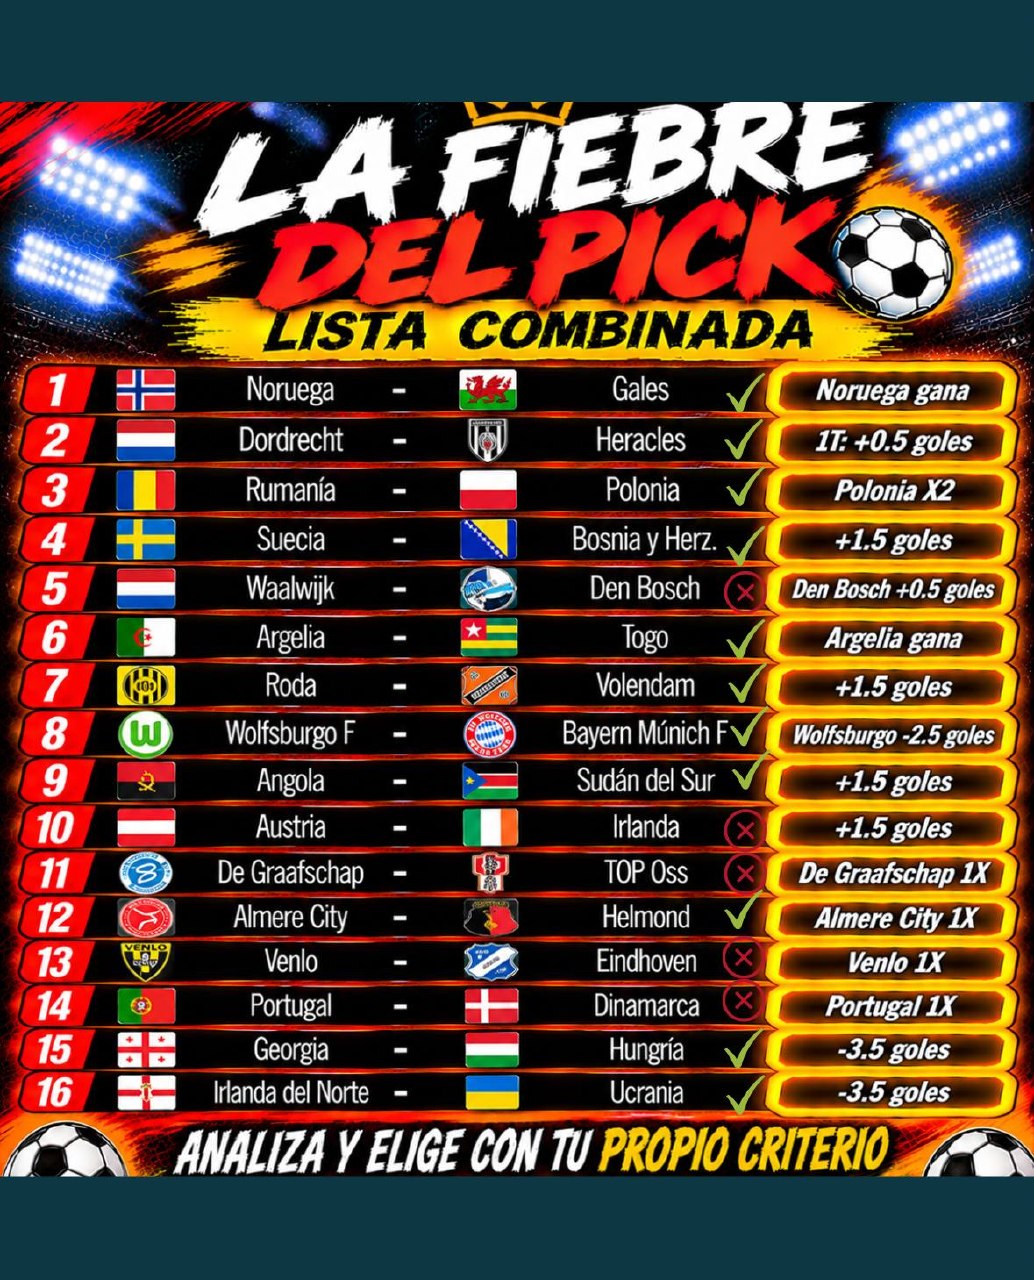 LA FIEBRE
DEL PICK
LISTA COMBINADA
1 Noruega - Gales Noruega gana
2 Dordrecht - Heracles 1T: +0.5 goles
3 Rumanía - Polonia Polonia X2
4 Suecia - Bosnia y Herz. +1.5 goles
5 Waalwijk - Den Bosch Den Bosch +0.5 goles
6 Argelia - Togo Argelia gana
7 Roda - Volendam +1.5 goles
8 Wolfsburgo F - Bayern Múnich F Wolfsburgo -2.5 goles
9 Angola - Sudán del Sur +1.5 goles
10 Austria - Irlanda +1.5 goles
11 De Graafschap - TOP Oss De Graafschap 1X
12 Almere City - Helmond Almere City 1X
13 VENLO Venlo - Eindhoven Venlo 1X
14 Portugal - Dinamarca Portugal 1X
15 Georgia - Hungría -3.5 goles
16 Irlanda del Norte - Ucrania -3.5 goles
ANALIZA Y ELIGE CON TU PROPIO CRITERIO